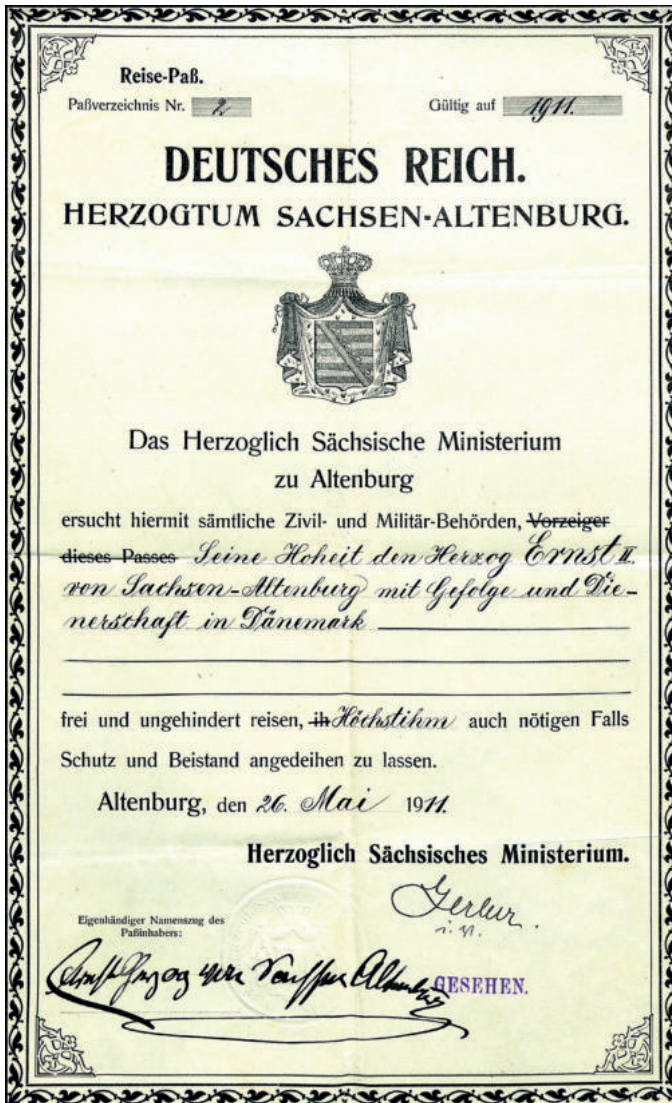 Reise-Paß.
Paßverzeichnis Nr. 2 Gültig auf 1911.
DEUTSCHES REICH.
HERZOGTUM SACHSEN-ALTENBURG.
Das Herzoglich Sächsische Ministerium
zu Altenburg
ersucht hiermit sämtliche Zivil- und Militär-Behörden, Vorzeiger
dieses Passes Seine Hoheit den Herzog Ernst II.
von Sachsen-Altenburg mit Gefolge und Die-
nerschaft in Dänemark
frei und ungehindert reisen, ih Höchstihm auch nötigen Falls
Schutz und Beistand angedeihen zu lassen.
Altenburg, den 26. Mai 1911.
Herzoglich Sächsisches Ministerium.
i. V.
Eigenhändiger Namenszug des
Paßinhabers:
Ernst Herzog von Sachsen Altenburg
GESEHEN.